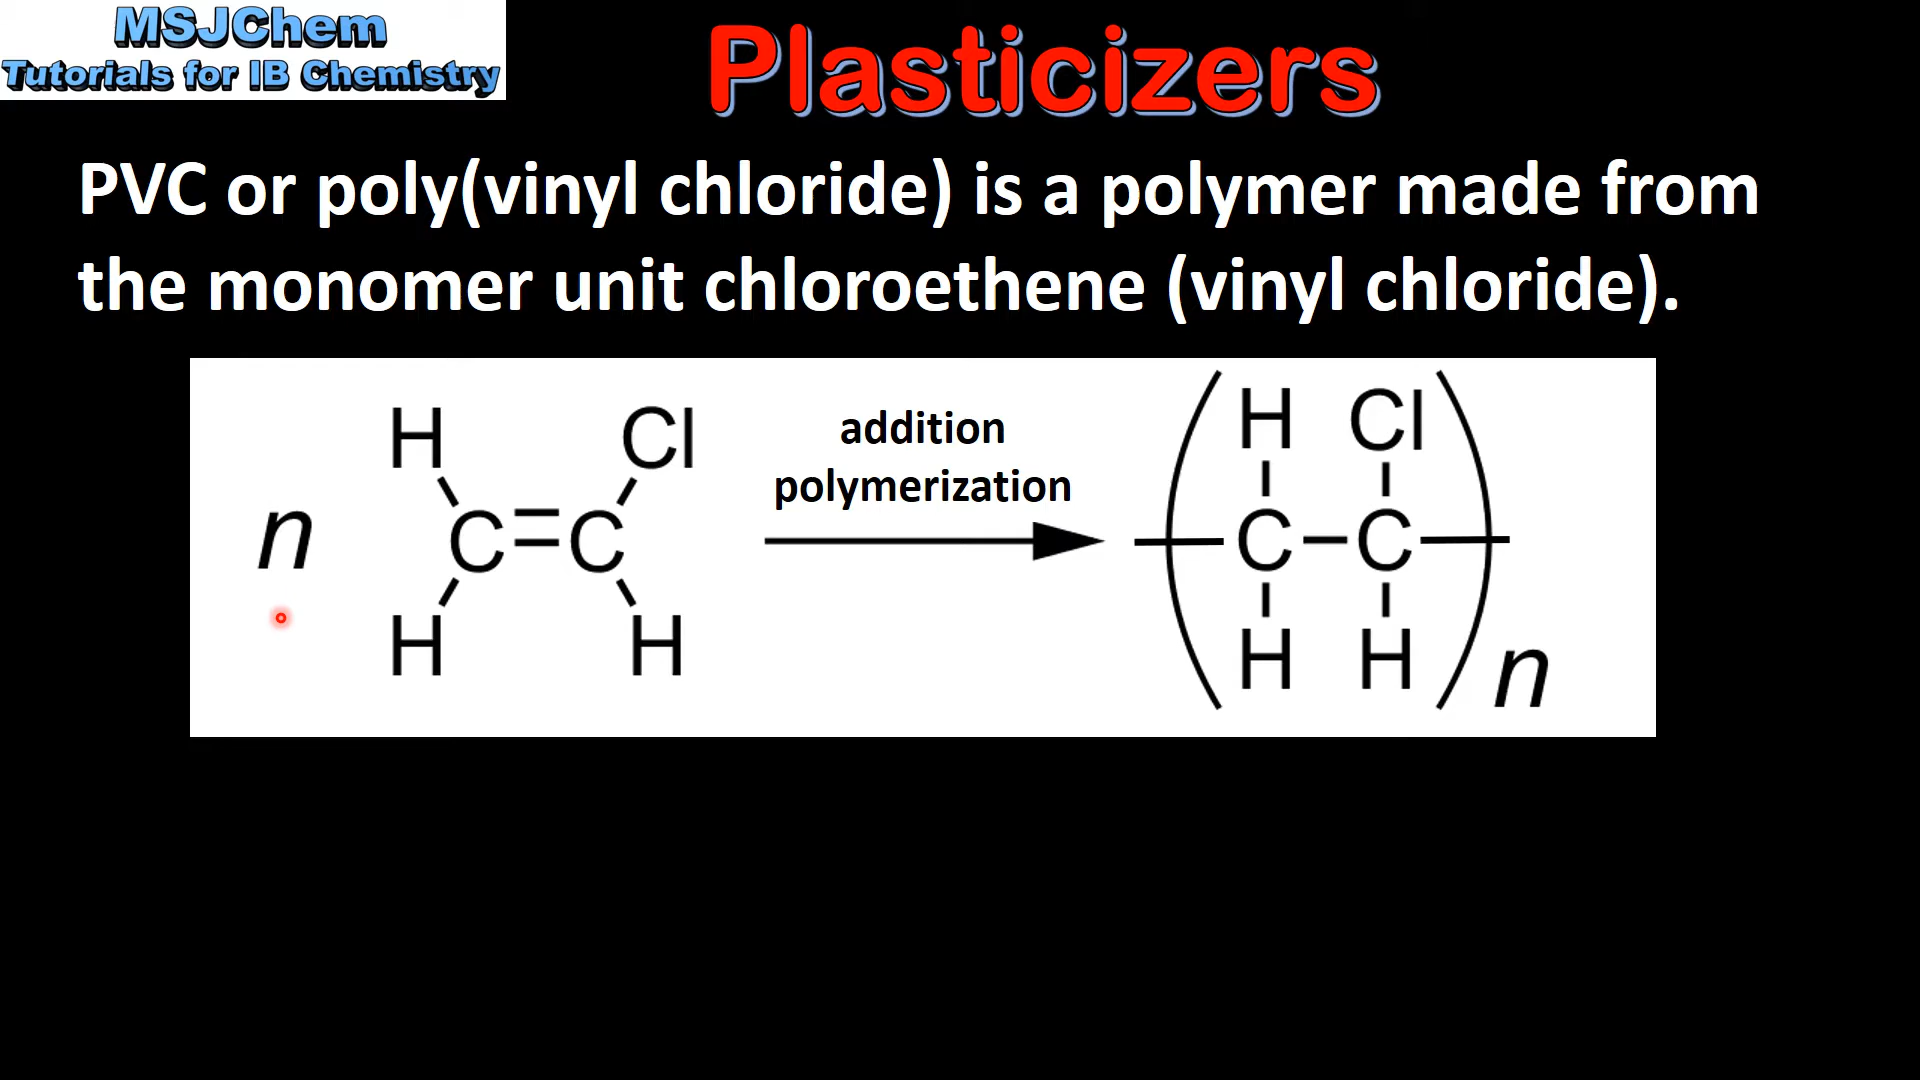 MSJChem
Tutorials for IB Chemistry
Plasticizers
PVC or poly(vinyl chloride) is a polymer made from
the monomer unit chloroethene (vinyl chloride).
H Cl
n C=C
H H
addition
polymerization
H Cl
C C
H H
n